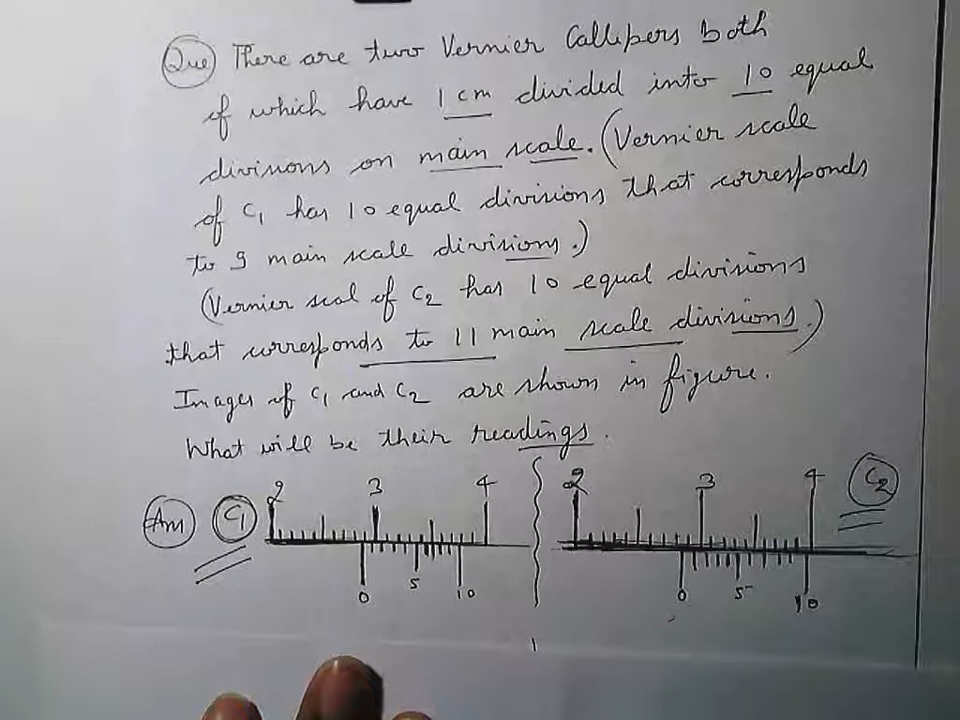 Que There are two Vernier Callipers both
of which have 1 cm divided into 10 equal
divisions on main scale. (Vernier scale
of C1 has 10 equal divisions that corresponds
to 9 main scale divisions.)
(Vernier scal of C2 has 10 equal divisions
that corresponds to 11 main scale divisions.)
Images of C1 and C2 are shown in figure.
What will be their readings.
Ans C1 2 3 4 2 3 4 C2
0 5 10 0 5 10